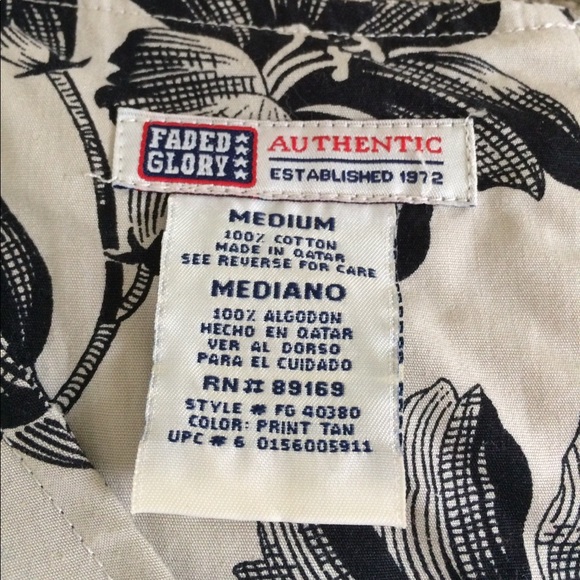 FADED
GLORY
AUTHENTIC
ESTABLISHED 1972
MEDIUM
100% COTTON
MADE IN QATAR
SEE REVERSE FOR CARE
MEDIANO
100% ALGODON
HECHO EN QATAR
VER AL DORSO
PARA EL CUIDADO
RN# 89169
STYLE # FG 40380
COLOR: PRINT TAN
UPC # 6 0156005911